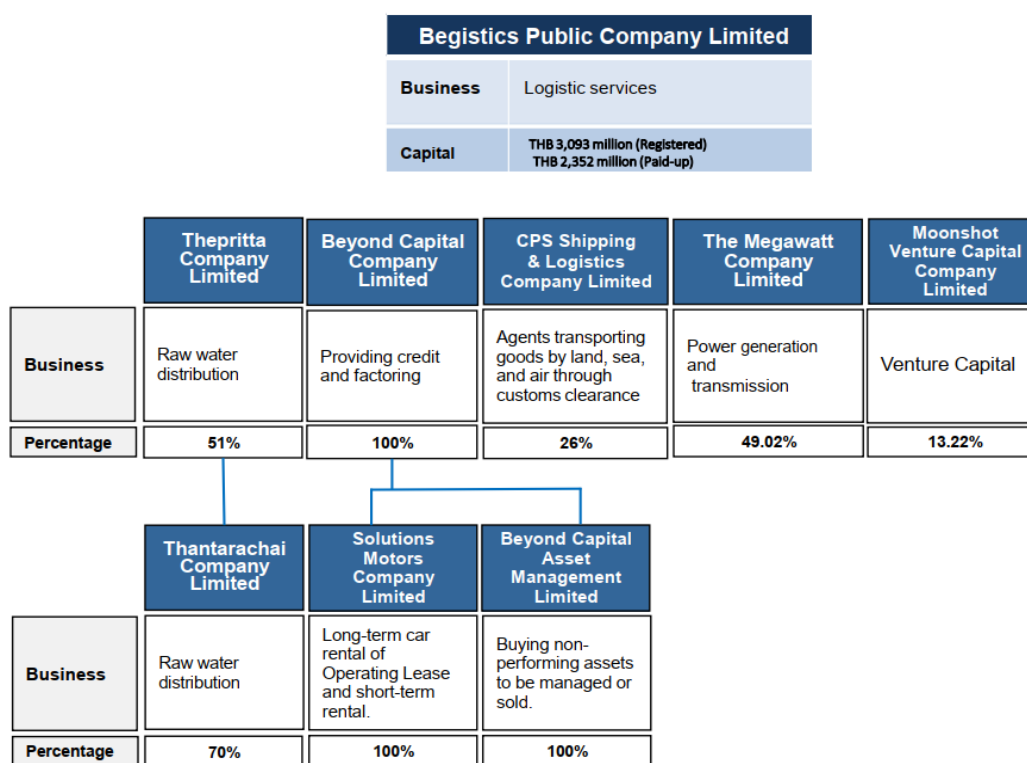 Begistics Public Company Limited
Business
Logistic services
Capital
THB 3,093 million (Registered)
THB 2,352 million (Paid-up)
Thepritta
Company
Limited
Beyond Capital
Company
Limited
CPS Shipping
& Logistics
Company Limited
The Megawatt
Company
Limited
Moonshot
Venture Capital
Company
Limited
Business
Raw water
distribution
Providing credit
and factoring
Agents transporting
goods by land, sea,
and air through
customs clearance
Power generation
and
transmission
Venture Capital
Percentage
51%
100%
26%
49.02%
13.22%
Thantarachai
Company
Limited
Solutions
Motors
Company
Limited
Beyond Capital
Asset
Management
Limited
Business
Raw water
distribution
Long-term car
rental of
Operating Lease
and short-term
rental.
Buying non-
performing assets
to be managed or
sold.
Percentage
70%
100%
100%